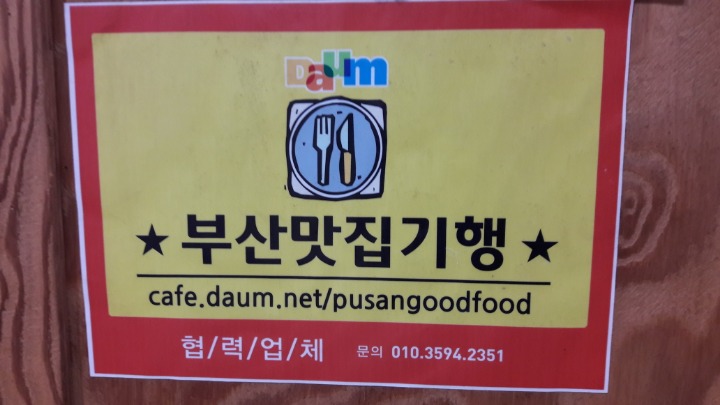 Daum
★ 부산맛집기행 ★
cafe.daum.net/pusangoodfood
협/력/업/체 문의 010.3594.2351